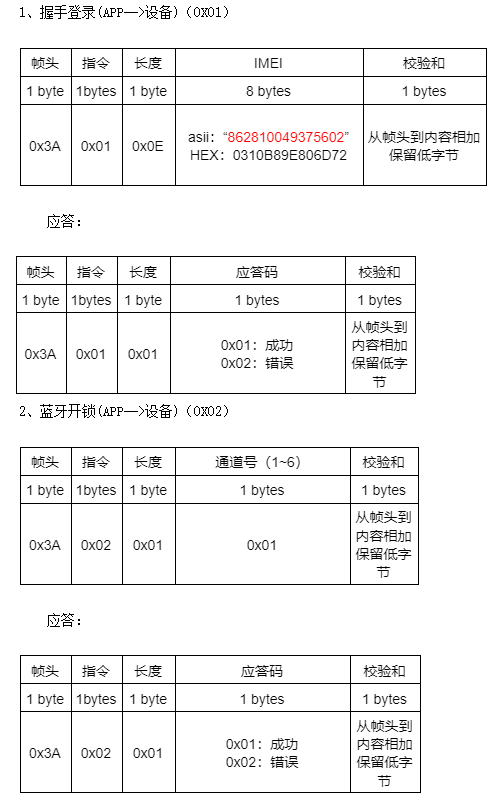 1、握手登录(APP—>设备)（0X01）
帧头 指令 长度 IMEI 校验和
1 byte 1bytes 1 byte 8 bytes 1 bytes
0x3A 0x01 0x0E asii：“862810049375602” HEX：0310B89E806D72 从帧头到内容相加保留低字节
应答：
帧头 指令 长度 应答码 校验和
1 byte 1bytes 1 byte 1 bytes 1 bytes
0x3A 0x01 0x01 0x01：成功 0x02：错误 从帧头到内容相加保留低字节
2、蓝牙开锁(APP—>设备)（0X02）
帧头 指令 长度 通道号（1~6） 校验和
1 byte 1bytes 1 byte 1 bytes 1 bytes
0x3A 0x02 0x01 0x01 从帧头到内容相加保留低字节
应答：
帧头 指令 长度 应答码 校验和
1 byte 1bytes 1 byte 1 bytes 1 bytes
0x3A 0x02 0x01 0x01：成功 0x02：错误 从帧头到内容相加保留低字节